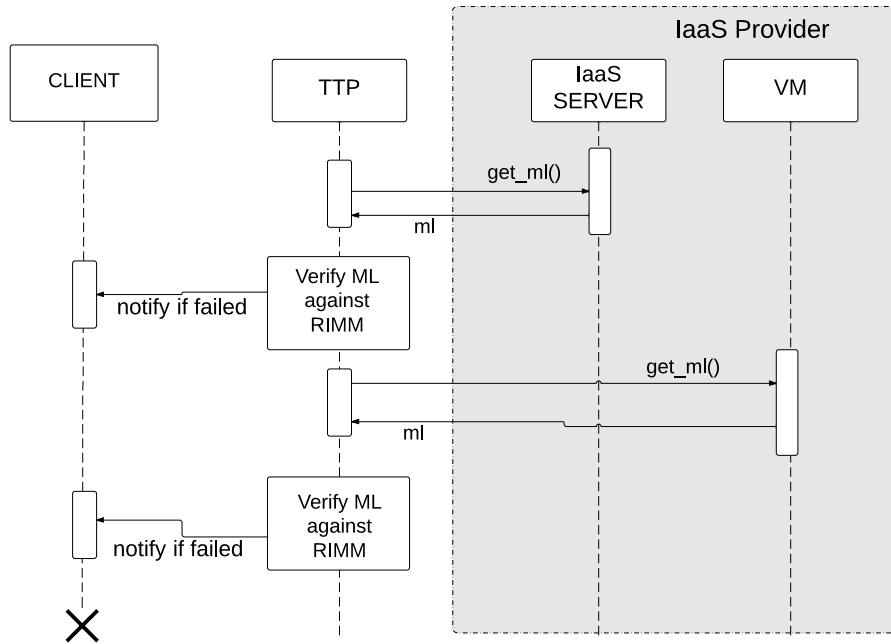 IaaS Provider
CLIENT
TTP
IaaS
SERVER
VM
get_ml()
ml
Verify ML
against
RIMM
notify if failed
get_ml()
ml
Verify ML
against
RIMM
notify if failed